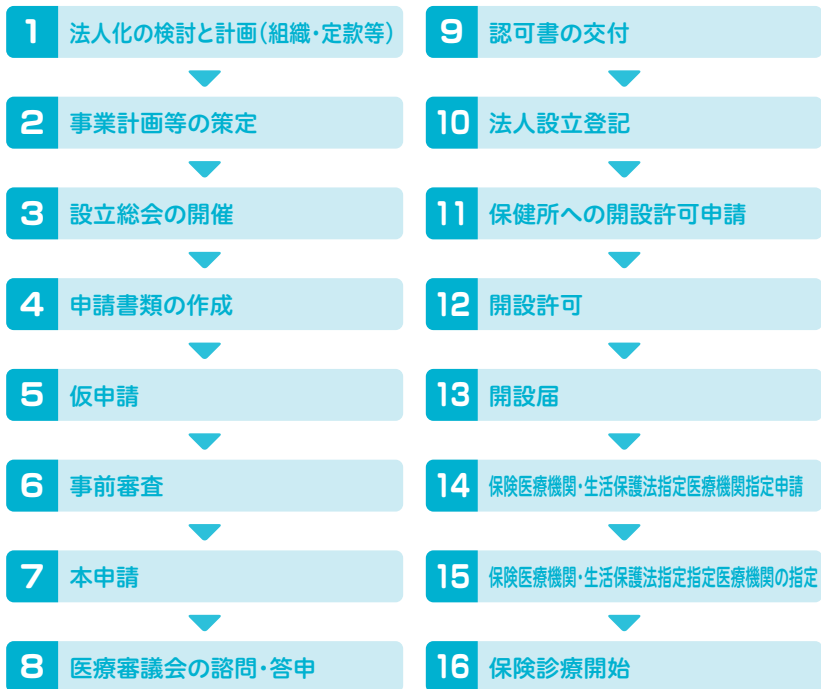 1 法人化の検討と計画(組織・定款等)
2 事業計画等の策定
3 設立総会の開催
4 申請書類の作成
5 仮申請
6 事前審査
7 本申請
8 医療審議会の諮問・答申
9 認可書の交付
10 法人設立登記
11 保健所への開設許可申請
12 開設許可
13 開設届
14 保険医療機関・生活保護法指定医療機関指定申請
15 保険医療機関・生活保護法指定指定医療機関の指定
16 保険診療開始